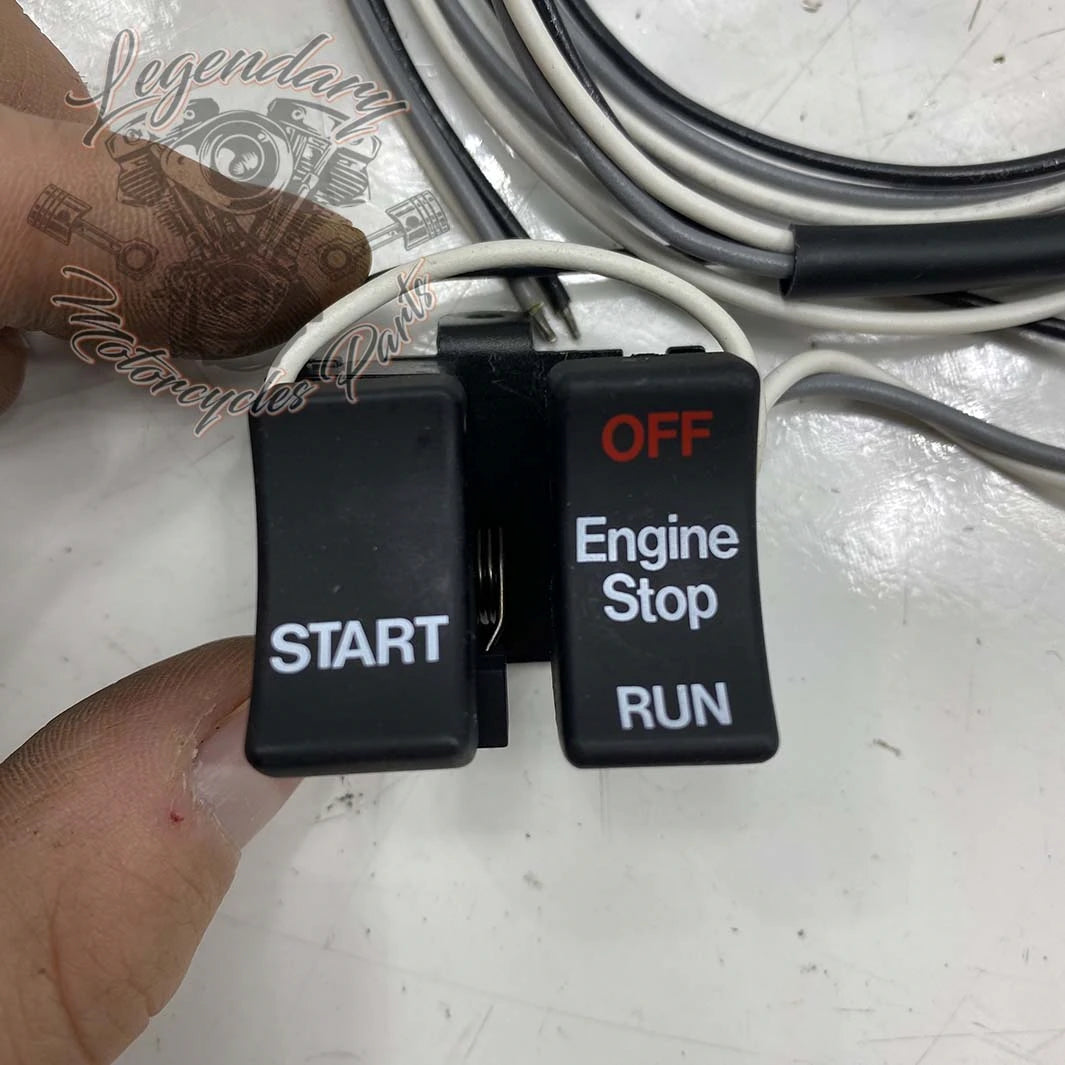 Legendary
Motorcycles Parts
START
OFF
Engine
Stop
RUN